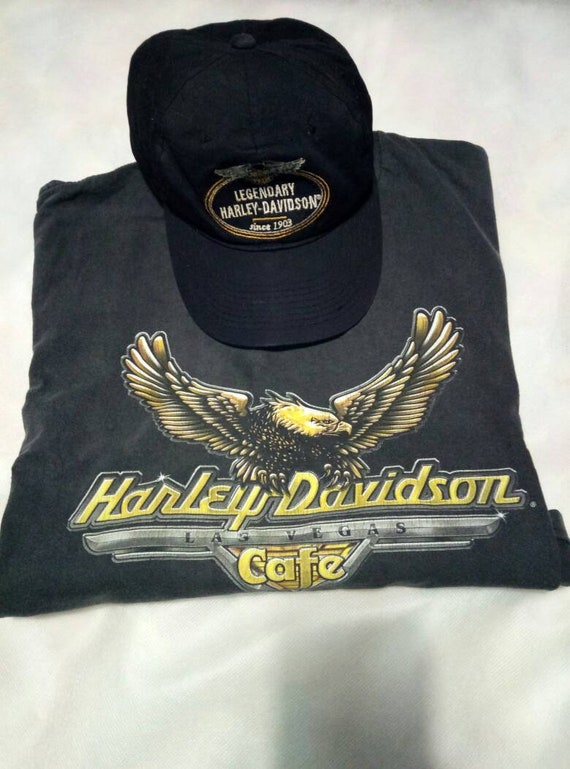 LEGENDARY
HARLEY-DAVIDSON®
since 1903
Harley Davidson®
LAS VEGAS
Cafe